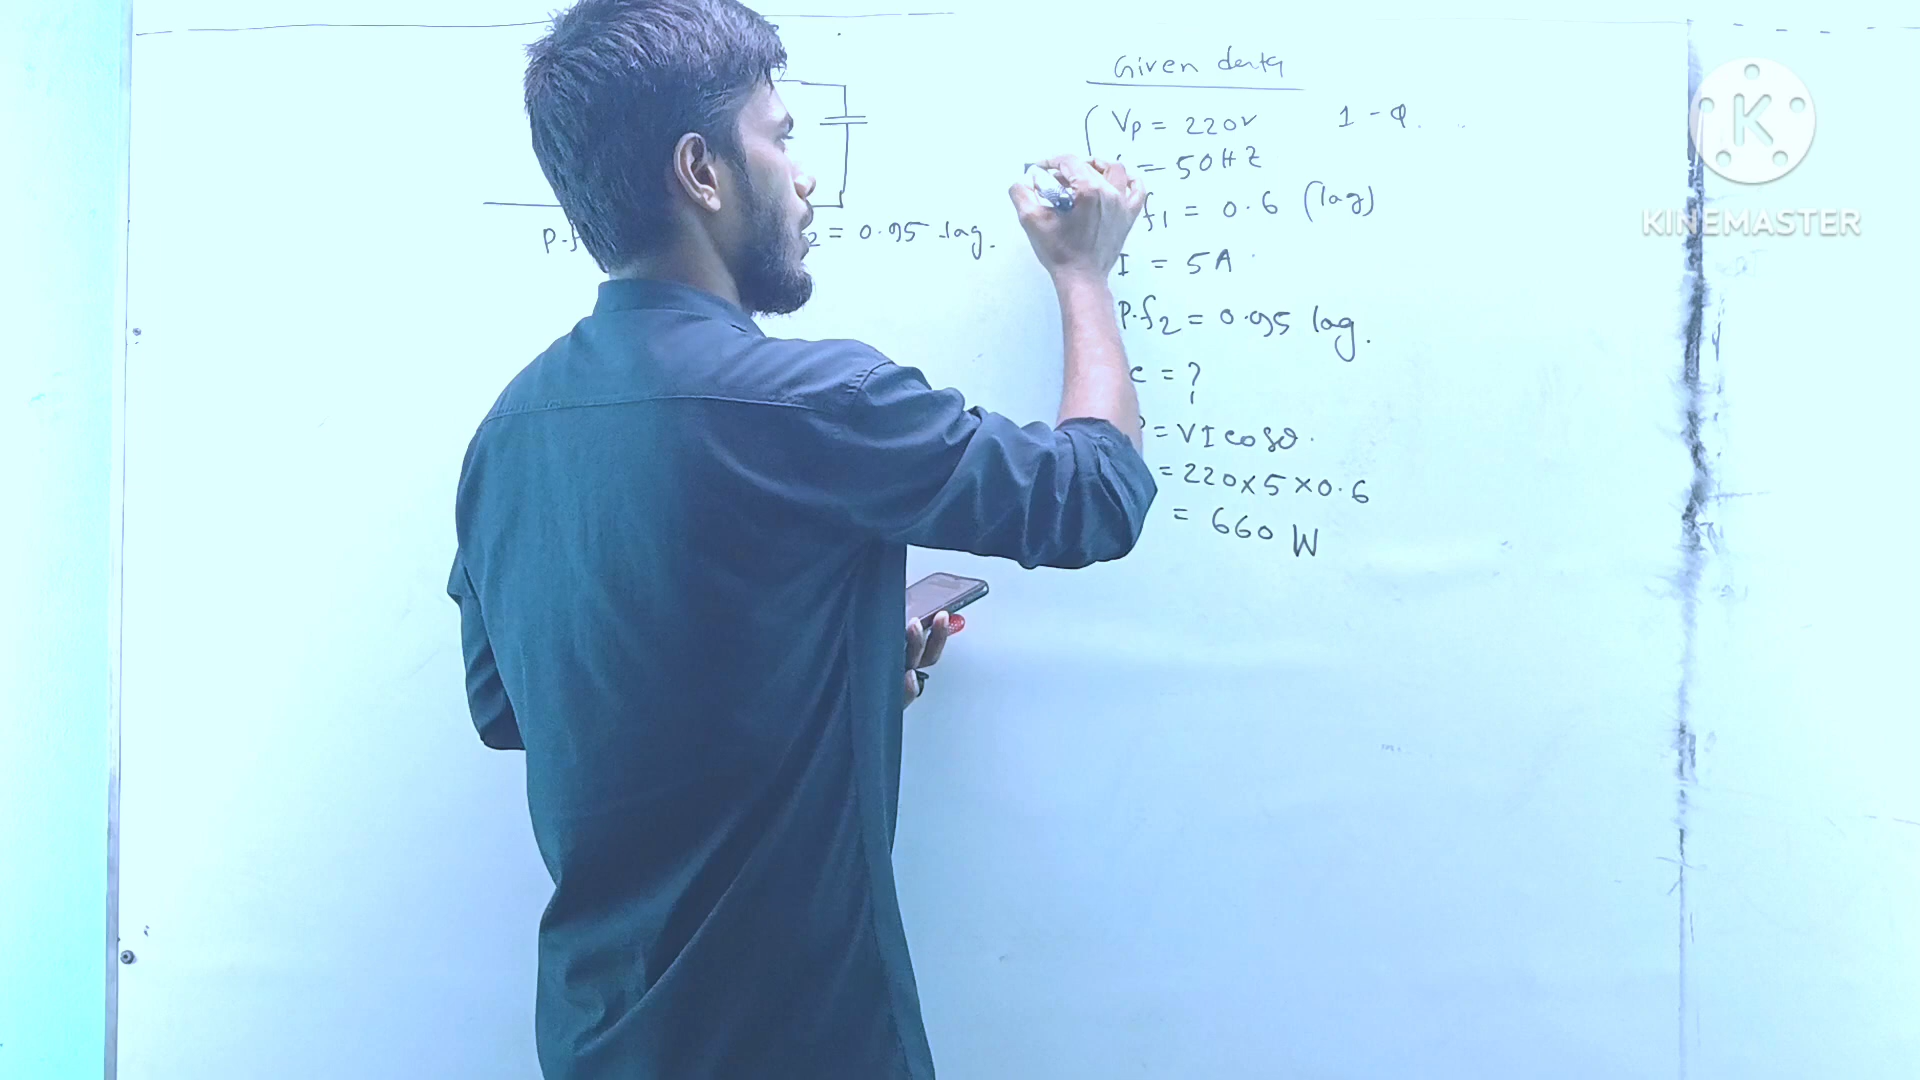 P.f
2 = 0.95 lag.
Given data
Vp = 220v 1-φ.
= 50HZ
f1 = 0.6 (lag)
I = 5A
P.f2 = 0.95 lag.
c = ?
= VI cosθ.
= 220×5×0.6
= 660 W
K
KINEMASTER